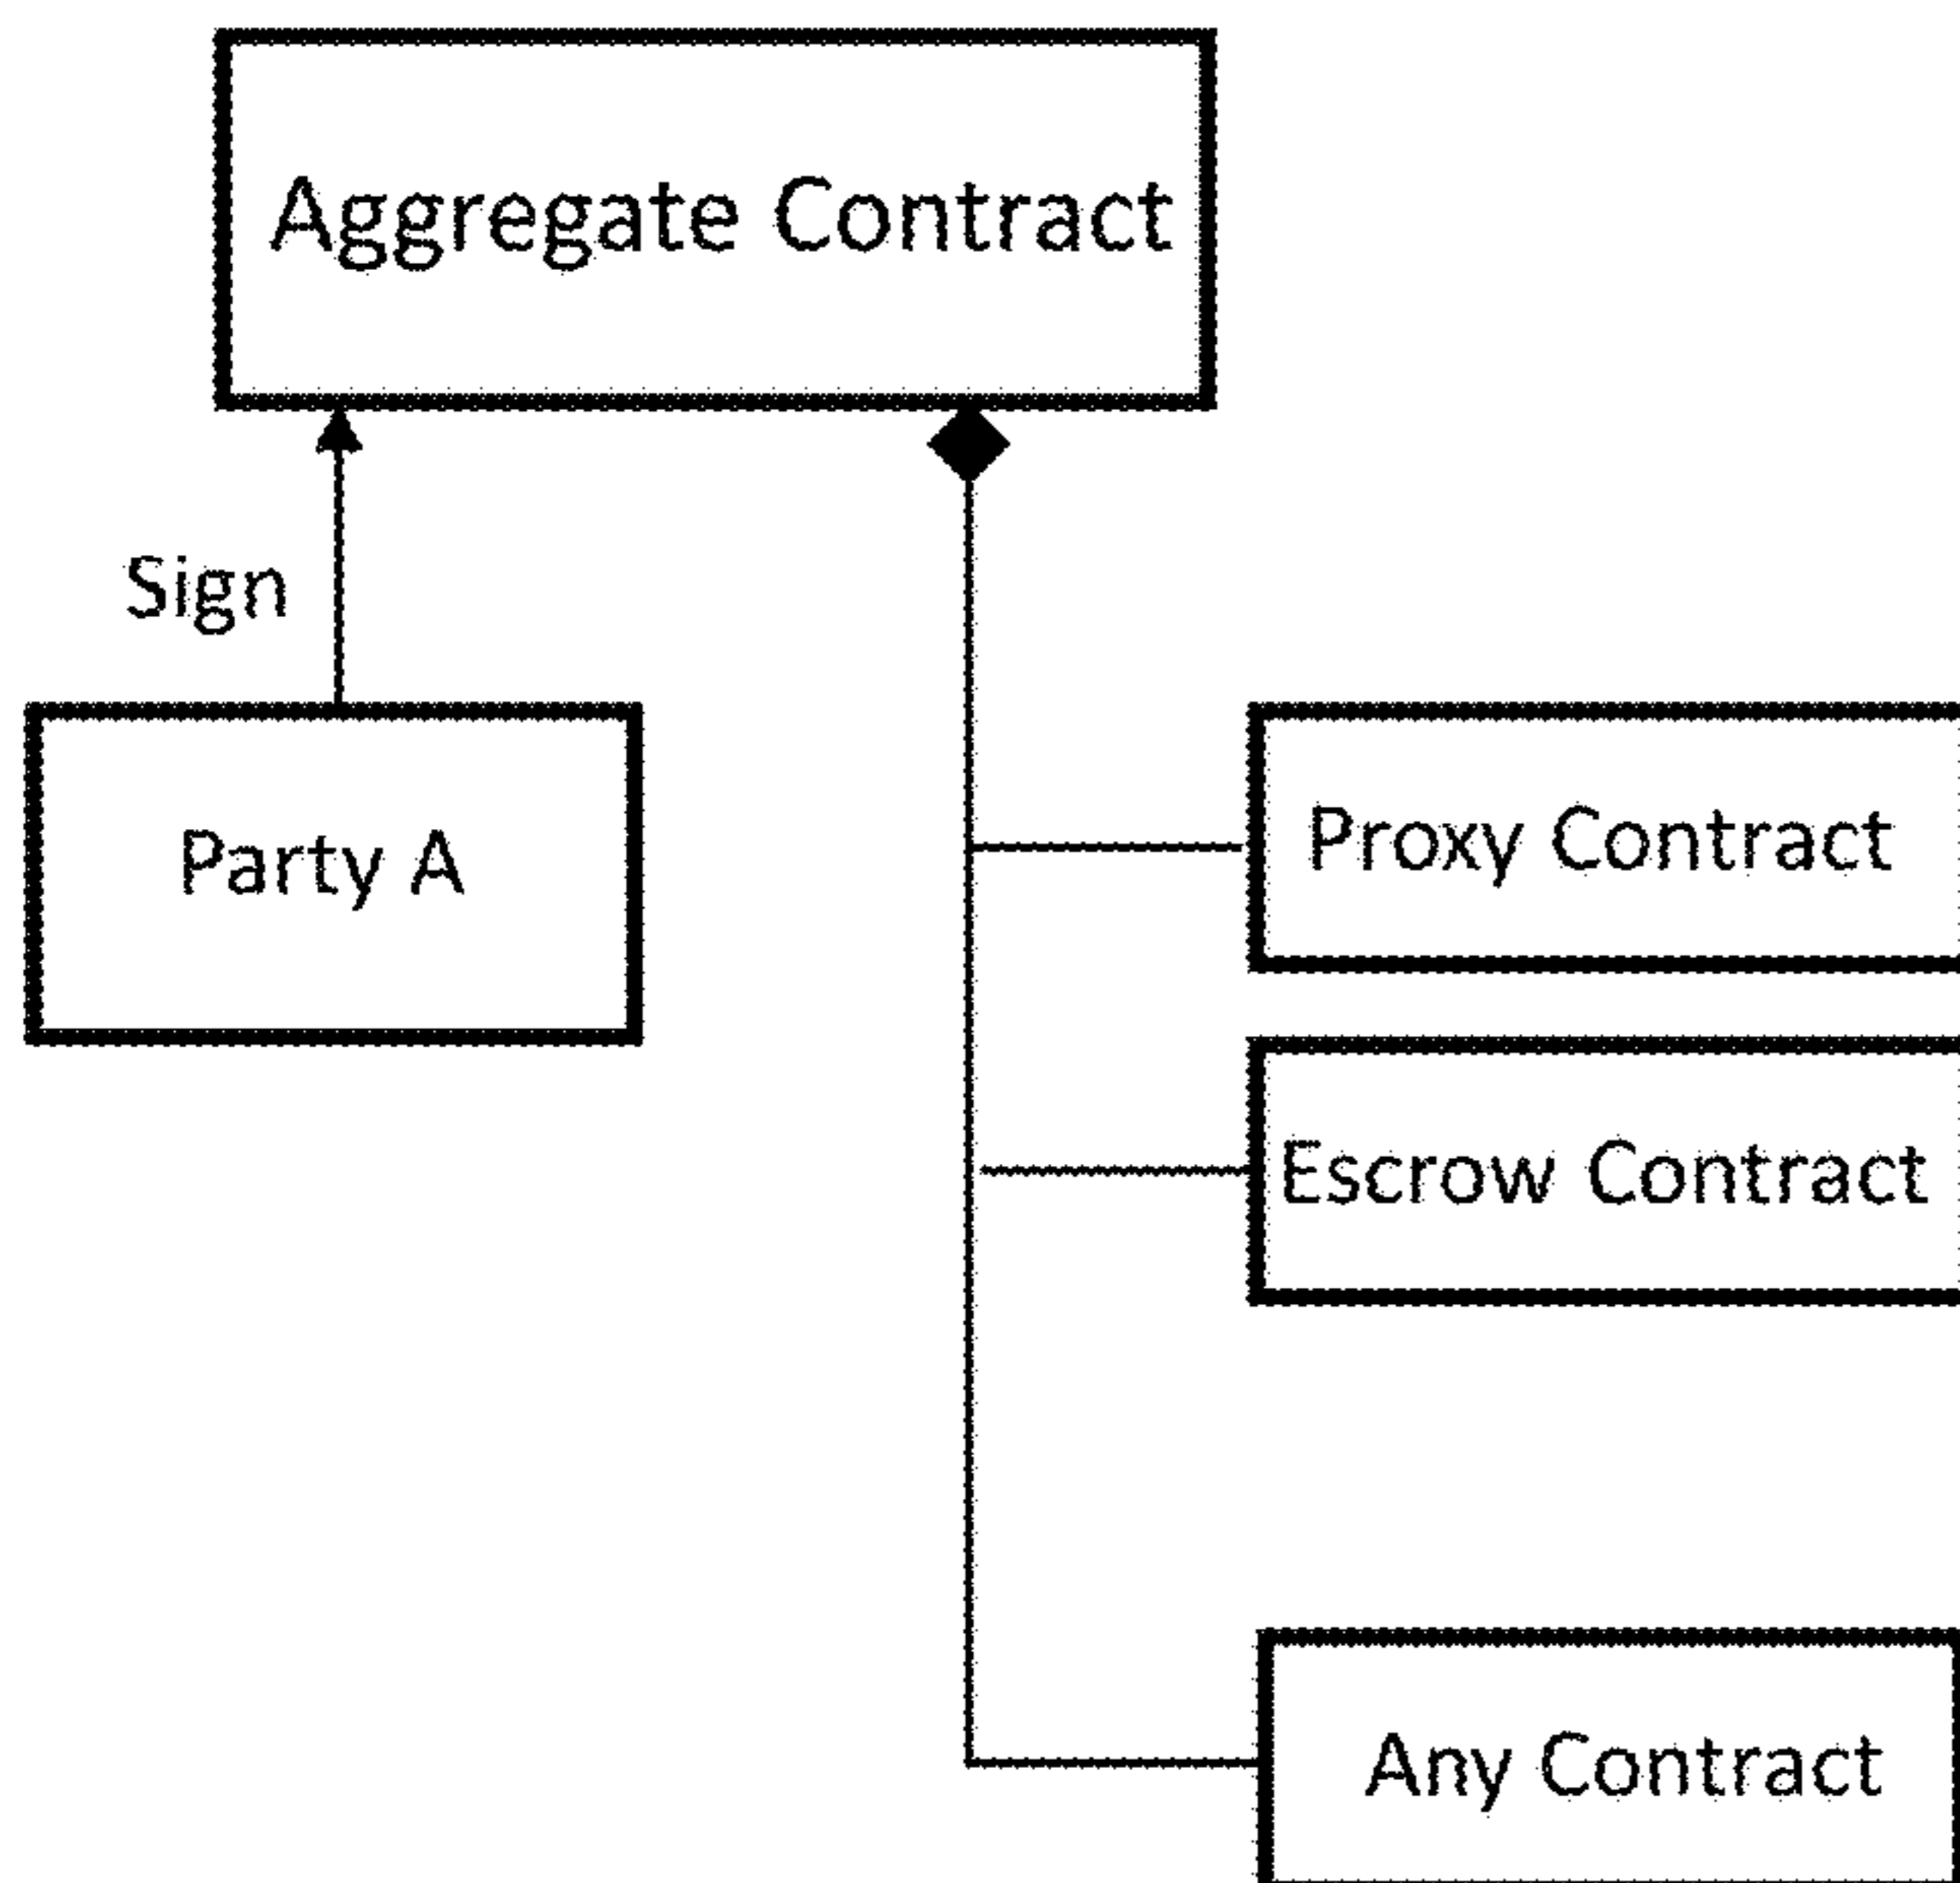 Aggregate Contract
Sign
Party A
Proxy Contract
Escrow Contract
Any Contract